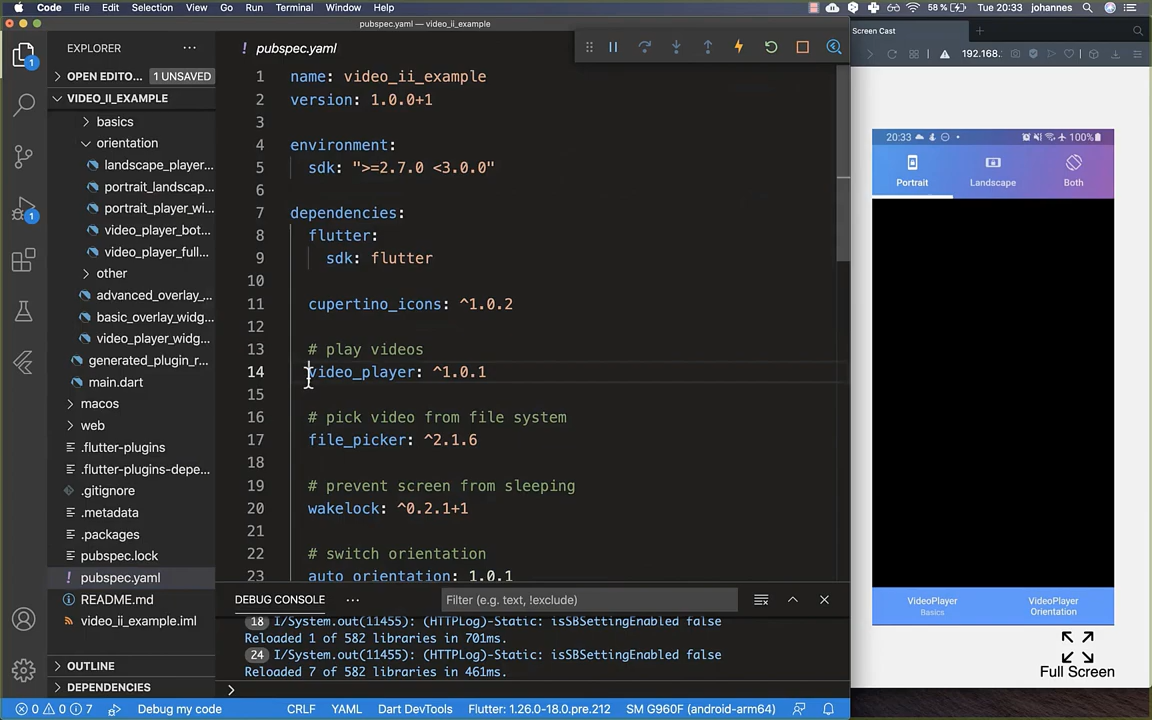 Code File Edit Selection View Go Run Terminal Window Help 58 % Tue 20:33 johannes
pubspec.yaml — video_ii_example
EXPLORER
OPEN EDITO... 1 UNSAVED
VIDEO_II_EXAMPLE
basics
orientation
landscape_player...
portrait_landscap...
portrait_player_wi...
video_player_bot...
video_player_full...
other
advanced_overlay_...
basic_overlay_widg...
video_player_widg...
generated_plugin_r...
main.dart
macos
web
.flutter-plugins
.flutter-plugins-depe...
.gitignore
.metadata
.packages
pubspec.lock
! pubspec.yaml
README.md
video_ii_example.iml
OUTLINE
DEPENDENCIES
1
1
! pubspec.yaml
1 name: video_ii_example
2 version: 1.0.0+1
3
4 environment:
5 sdk: ">=2.7.0 <3.0.0"
6
7 dependencies:
8 flutter:
9 sdk: flutter
10
11 cupertino_icons: ^1.0.2
12
13 # play videos
14 video_player: ^1.0.1
15
16 # pick video from file system
17 file_picker: ^2.1.6
18
19 # prevent screen from sleeping
20 wakelock: ^0.2.1+1
21
22 # switch orientation
23 auto_orientation: 1.0.1
DEBUG CONSOLE ... Filter (e.g. text, !exclude)
18 I/System.out(11455): (HTTPLog)-Static: isSBSettingEnabled false
Reloaded 1 of 582 libraries in 701ms.
24 I/System.out(11455): (HTTPLog)-Static: isSBSettingEnabled false
Reloaded 7 of 582 libraries in 461ms.
0 0 7 Debug my code CRLF YAML Dart DevTools Flutter: 1.26.0-18.0.pre.212 SM G960F (android-arm64)
Screen Cast
192.168.
20:33 100%
Portrait Landscape Both
VideoPlayer
Basics
VideoPlayer
Orientation
Full Screen